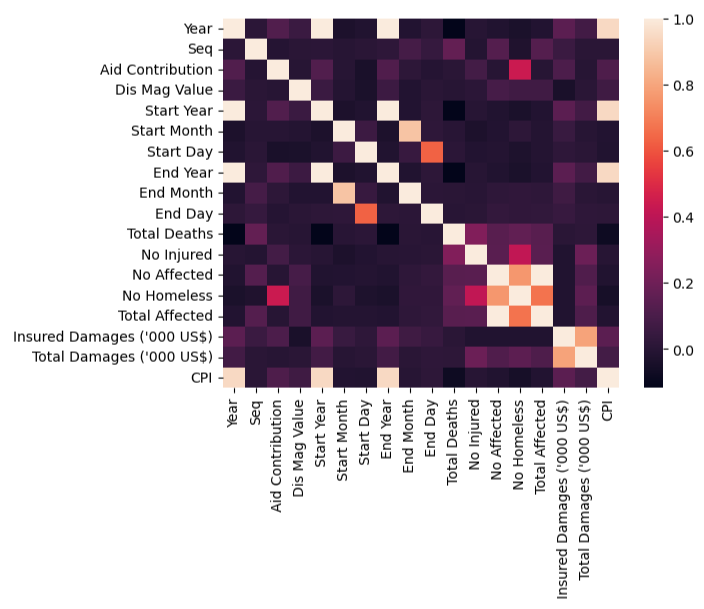 Year
Seq
Aid Contribution
Dis Mag Value
Start Year
Start Month
Start Day
End Year
End Month
End Day
Total Deaths
No Injured
No Affected
No Homeless
Total Affected
Insured Damages ('000 US$)
Total Damages ('000 US$)
CPI
Year
Seq
Aid Contribution
Dis Mag Value
Start Year
Start Month
Start Day
End Year
End Month
End Day
Total Deaths
No Injured
No Affected
No Homeless
Total Affected
Insured Damages ('000 US$)
Total Damages ('000 US$)
CPI
1.0
0.8
0.6
0.4
0.2
0.0